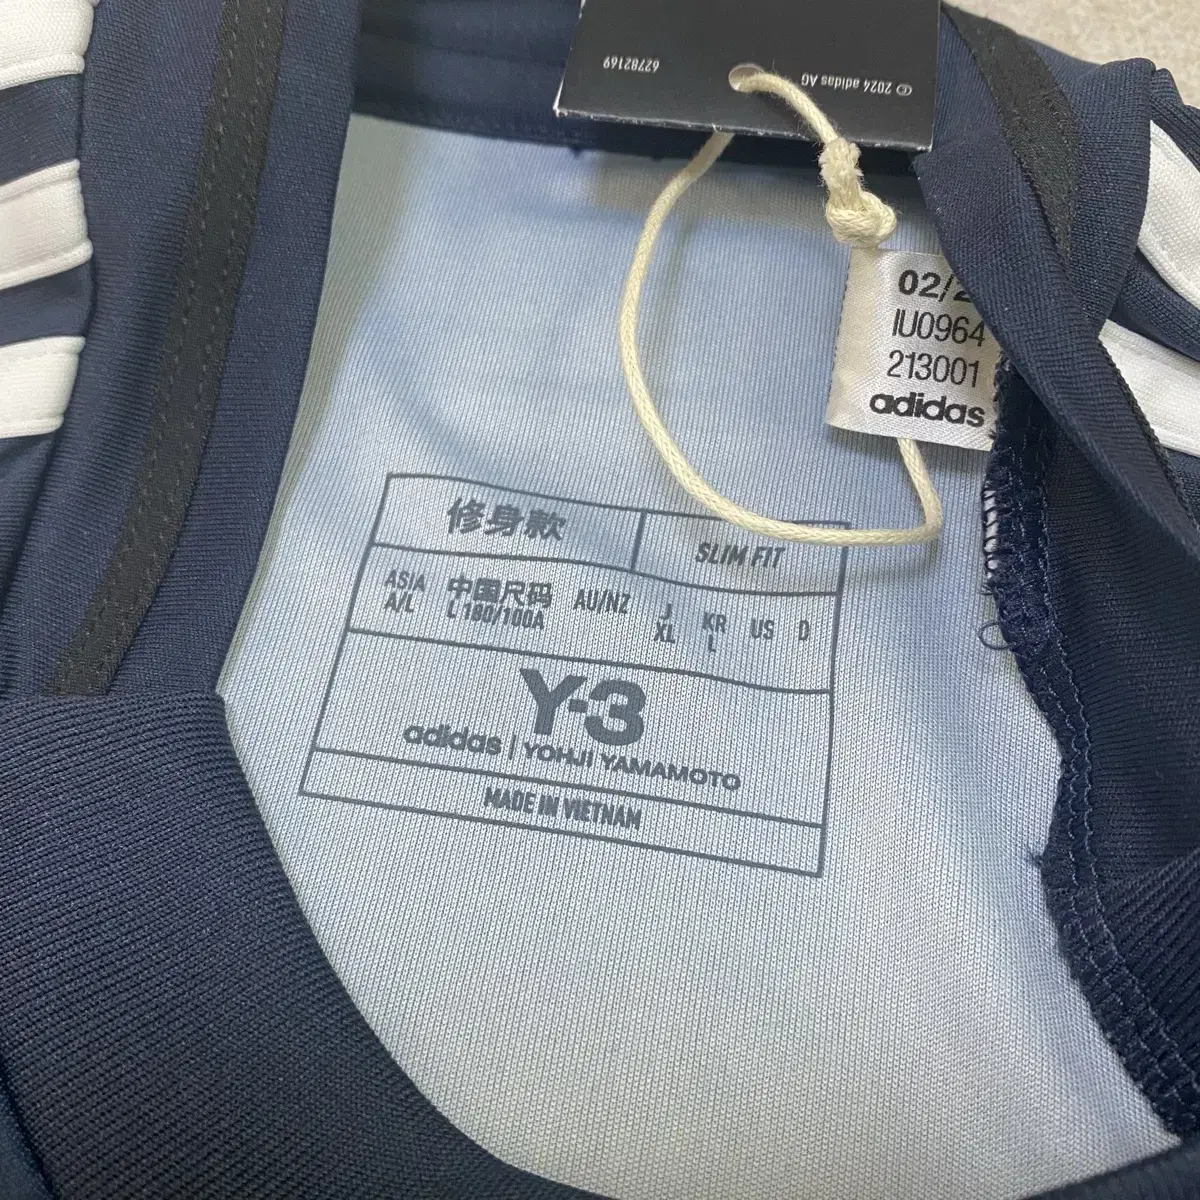 62782169
© 2024 adidas AG
02/2
IU0964
213001
adidas
修身款
SLIM FIT
ASIA 中国尺码 AU/NZ J KR US D
A/L L 180/100A XL L
Y-3
adidas | YOHJI YAMAMOTO
MADE IN VIETNAM